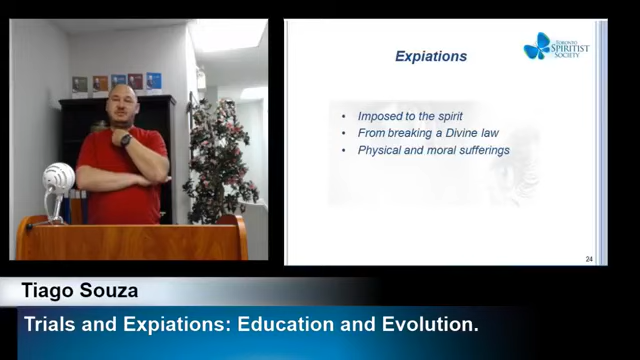 TORONTO
SPIRITIST
SOCIETY
Expiations
• Imposed to the spirit
• From breaking a Divine law
• Physical and moral sufferings
24
Tiago Souza
Trials and Expiations: Education and Evolution.